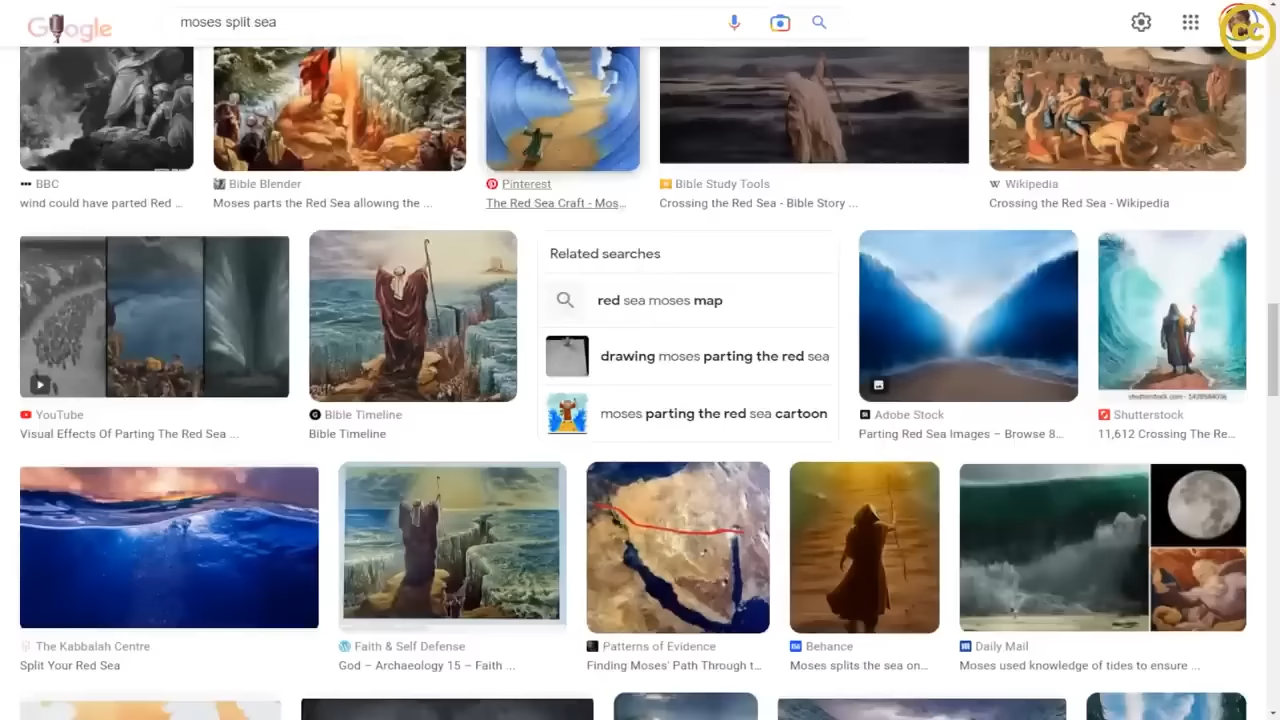 Google
moses split sea
CC
BBC
wind could have parted Red ...
Bible Blender
Moses parts the Red Sea allowing the ...
Pinterest
The Red Sea Craft - Mos...
Bible Study Tools
Crossing the Red Sea - Bible Story ...
W Wikipedia
Crossing the Red Sea - Wikipedia
Related searches
red sea moses map
drawing moses parting the red sea
moses parting the red sea cartoon
YouTube
Visual Effects Of Parting The Red Sea ...
Bible Timeline
Bible Timeline
Adobe Stock
Parting Red Sea Images – Browse 8...
shutterstock.com · 1428584036
Shutterstock
11,612 Crossing The Re...
The Kabbalah Centre
Split Your Red Sea
Faith & Self Defense
God – Archaeology 15 – Faith ...
Patterns of Evidence
Finding Moses' Path Through t...
Behance
Moses splits the sea on...
Daily Mail
Moses used knowledge of tides to ensure ...